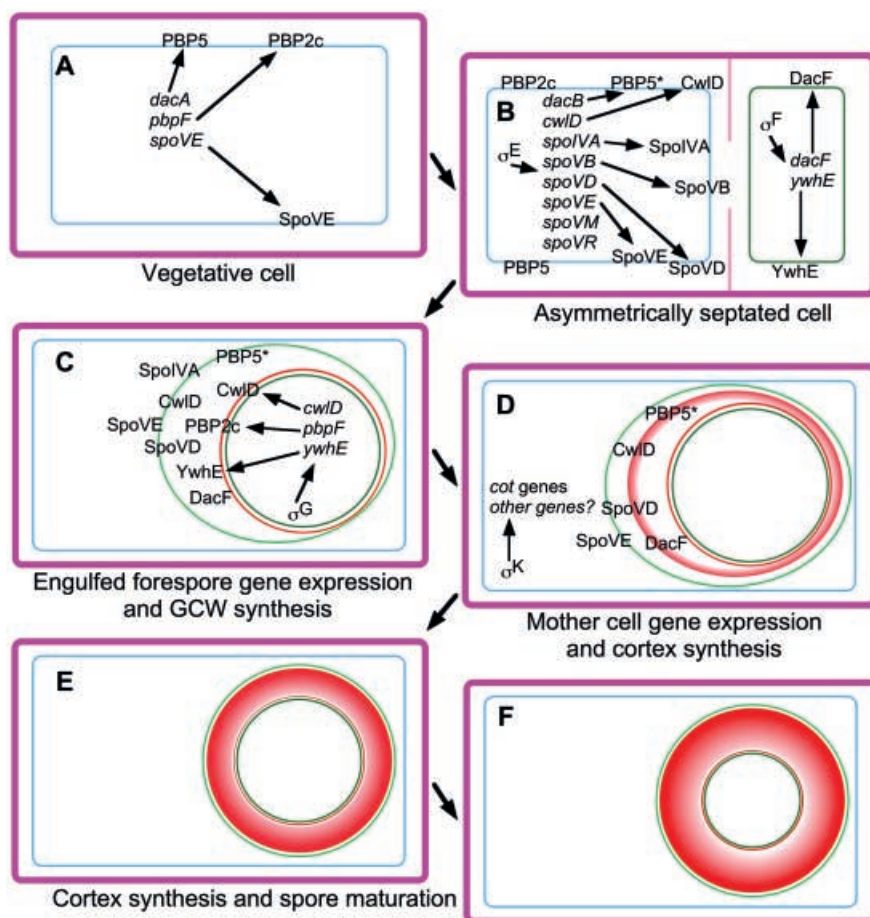 A
PBP5 PBP2c
dacA
pbpF
spoVE
SpoVE
Vegetative cell
B
PBP2c PBP5* CwlD
dacB
cwlD
spoIVA SpoIVA
σE
spoVB SpoVB
spoVD
spoVE
spoVM
spoVR
PBP5 SpoVE SpoVD
DacF
σF
dacF
ywhE
YwhE
Asymmetrically septated cell
C
PBP5*
SpoIVA
CwlD CwlD cwlD
SpoVE PBP2c pbpF
SpoVD ywhE
YwhE
DacF σG
Engulfed forespore gene expression
and GCW synthesis
D
PBP5*
CwlD
cot genes
other genes? SpoVD
SpoVE DacF
σK
Mother cell gene expression
and cortex synthesis
E
Cortex synthesis and spore maturation
F